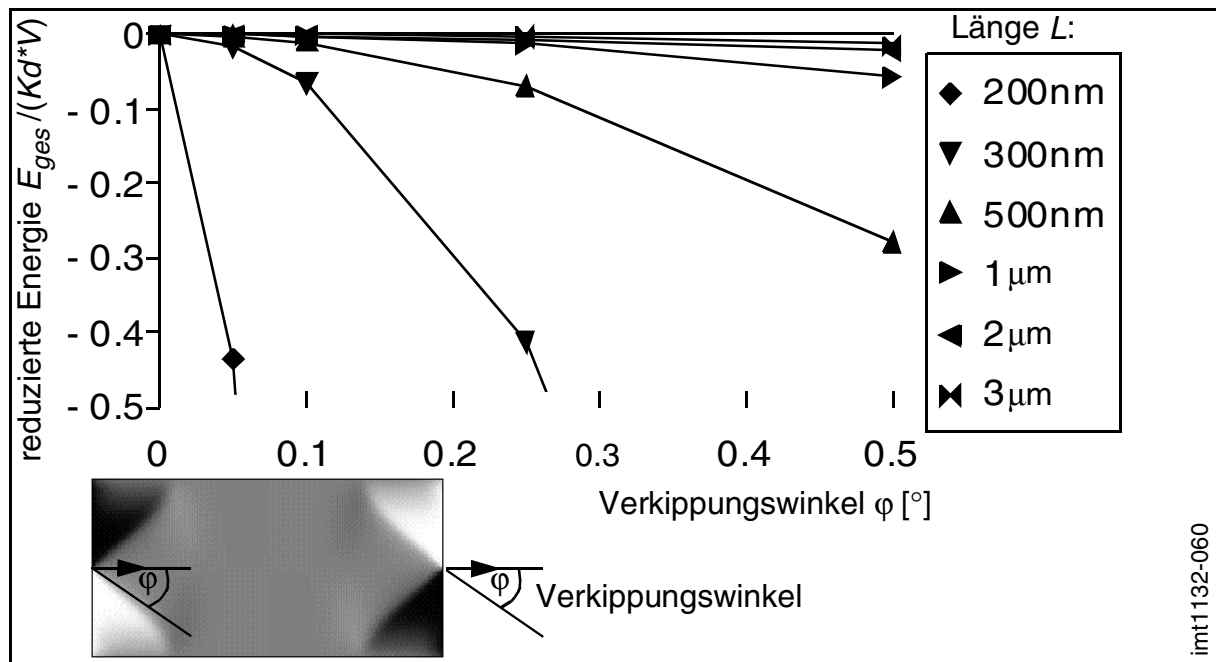 reduzierte Energie E_ges/(Kd*V)
0
- 0.1
- 0.2
- 0.3
- 0.4
- 0.5
0 0.1 0.2 0.3 0.4 0.5
Verkippungswinkel φ [°]
Länge L:
200nm
300nm
500nm
1µm
2µm
3µm
φ
φ
Verkippungswinkel
imt1132-060